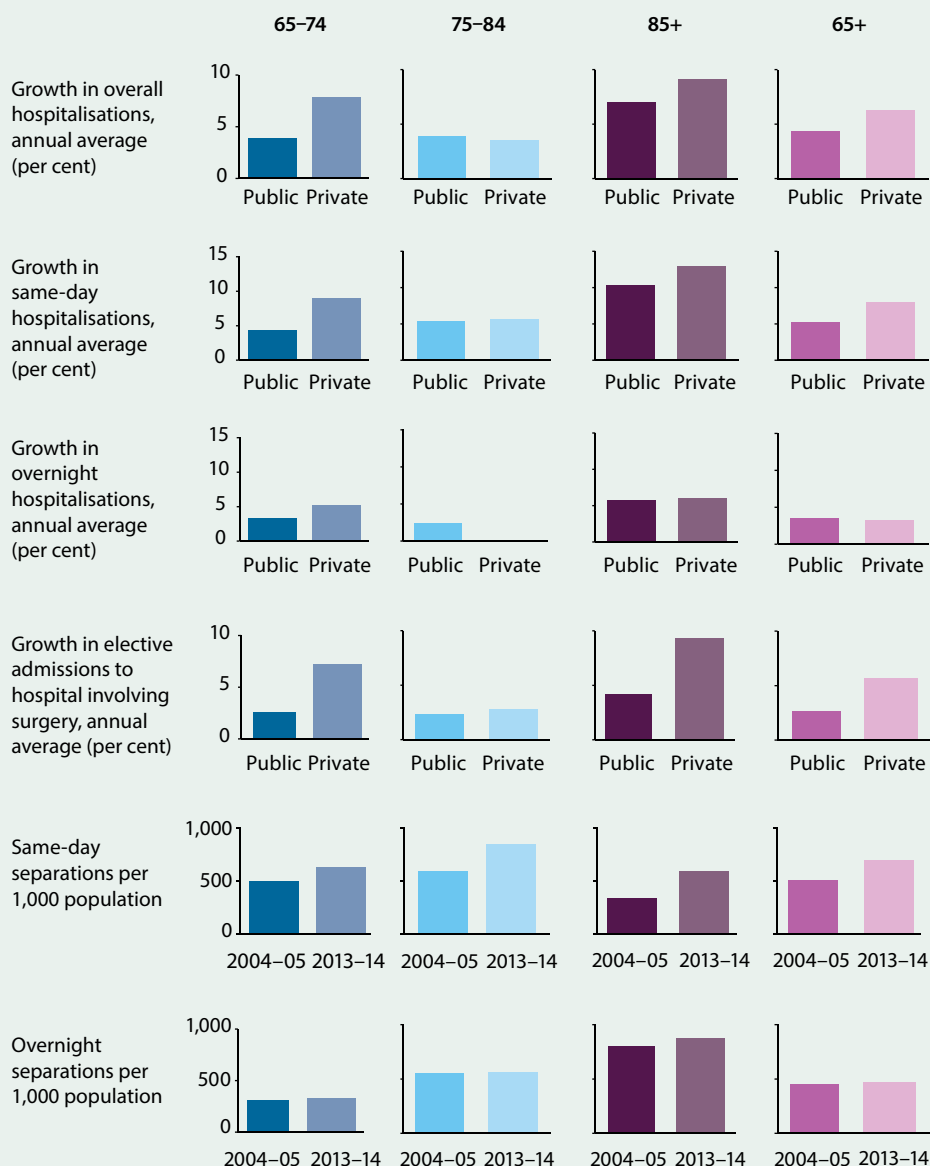 65–74 75–84 85+ 65+
Growth in overall
hospitalisations,
annual average
(per cent)
10
5
0
Public Private Public Private Public Private Public Private
Growth in
same-day
hospitalisations,
annual average
(per cent)
15
10
5
0
Public Private Public Private Public Private Public Private
Growth in
overnight
hospitalisations,
annual average
(per cent)
15
10
5
0
Public Private Public Private Public Private Public Private
Growth in elective
admissions to
hospital involving
surgery, annual
average (per cent)
10
5
0
Public Private Public Private Public Private Public Private
Same-day
separations per
1,000 population
1,000
500
0
2004–05 2013–14 2004–05 2013–14 2004–05 2013–14 2004–05 2013–14
Overnight
separations per
1,000 population
1,000
500
0
2004–05 2013–14 2004–05 2013–14 2004–05 2013–14 2004–05 2013–14